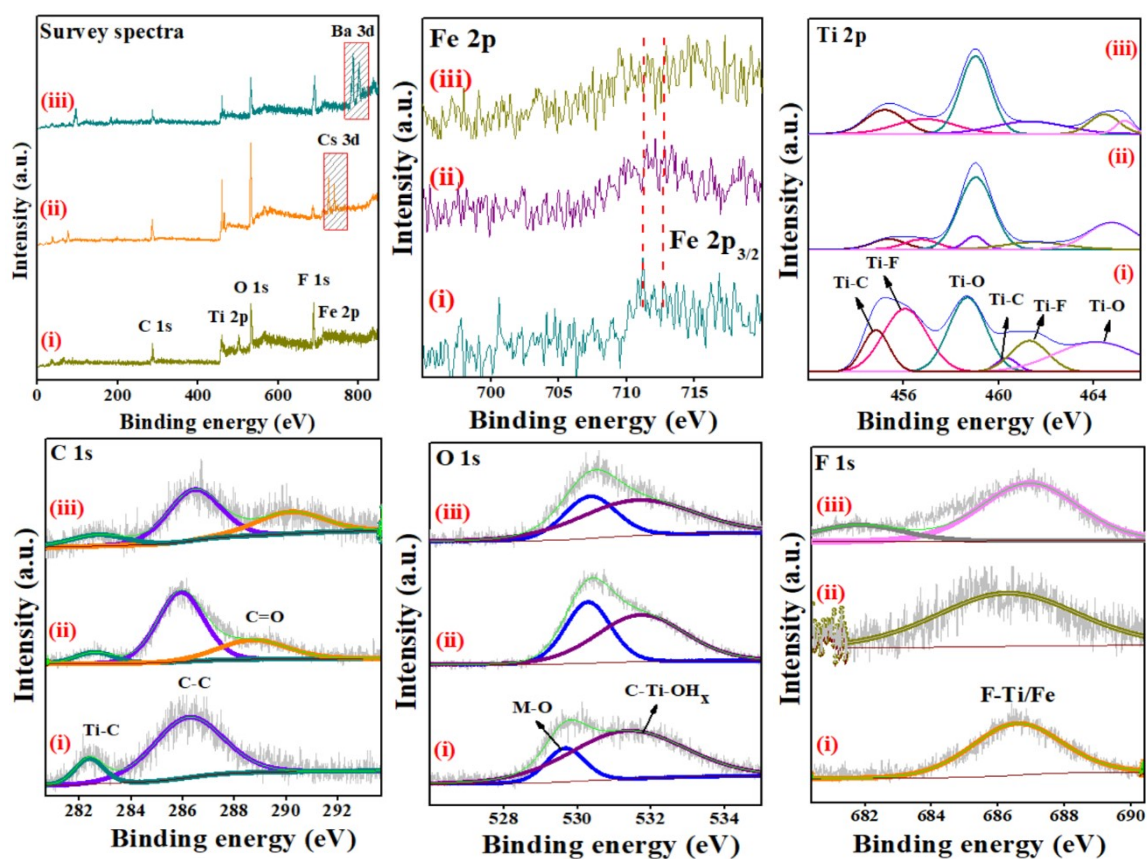 Survey spectra
Ba 3d
(iii)
Cs 3d
(ii)
O 1s
F 1s
C 1s
Ti 2p
Fe 2p
(i)
Intensity (a.u.)
0 200 400 600 800
Binding energy (eV)
Fe 2p
(iii)
(ii)
Fe 2p3/2
(i)
Intensity (a.u.)
700 705 710 715
Binding energy (eV)
Ti 2p
(iii)
(ii)
(i)
Ti-F
Ti-C
Ti-O
Ti-C
Ti-F
Ti-O
Intensity (a.u.)
456 460 464
Binding energy (eV)
C 1s
(iii)
(ii)
C=O
C-C
Ti-C
(i)
Intensity (a.u.)
282 284 286 288 290 292
Binding energy (eV)
O 1s
(iii)
(ii)
M-O
C-Ti-OHx
(i)
Intensity (a.u.)
528 530 532 534
Binding energy (eV)
F 1s
(iii)
(ii)
F-Ti/Fe
(i)
Intensity (a.u.)
682 684 686 688 690
Binding energy (eV)